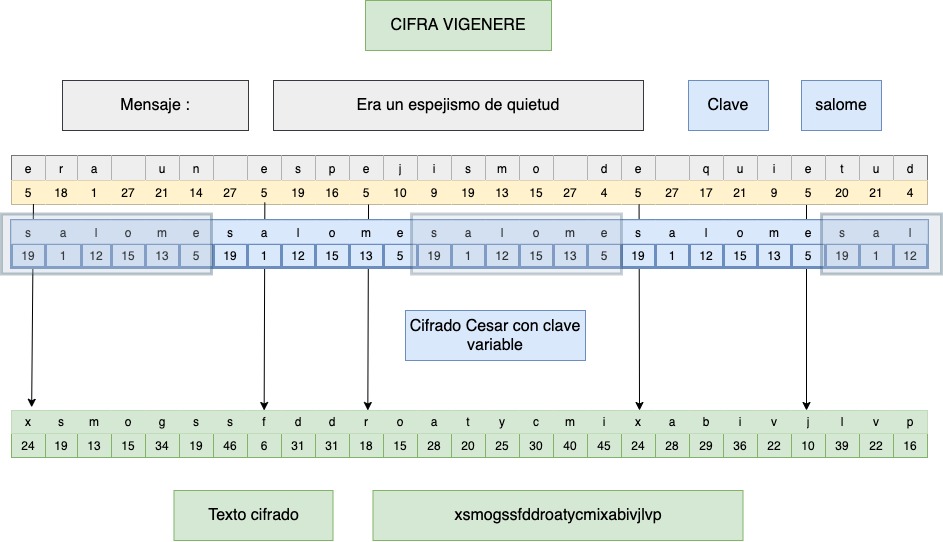 CIFRA VIGENERE
Mensaje :
Era un espejismo de quietud
Clave
salome
e r a u n e s p e j i s m o d e q u i e t u d
5 18 1 27 21 14 27 5 19 16 5 10 9 19 13 15 27 4 5 27 17 21 9 5 20 21 4
s a l o m e s a l o m e s a l o m e s a l o m e s a l
19 1 12 15 13 5 19 1 12 15 13 5 19 1 12 15 13 5 19 1 12 15 13 5 19 1 12
Cifrado Cesar con clave
variable
x s m o g s s f d d r o a t y c m i x a b i v j l v p
24 19 13 15 34 19 46 6 31 31 18 15 28 20 25 30 40 45 24 28 29 36 22 10 39 22 16
Texto cifrado
xsmogssfddroatycmixabivjlvp